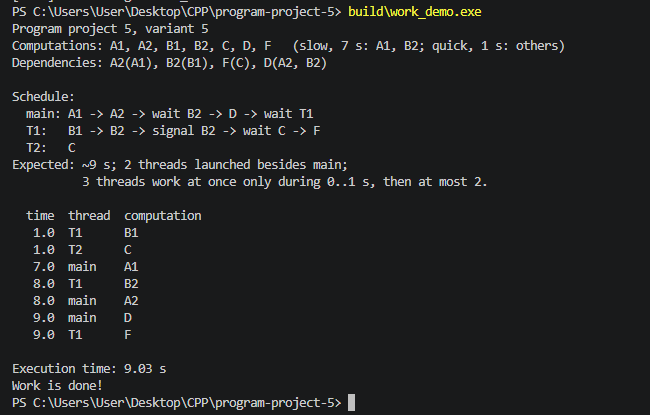 PS C:\Users\User\Desktop\CPP\program-project-5> build\work_demo.exe
Program project 5, variant 5
Computations: A1, A2, B1, B2, C, D, F   (slow, 7 s: A1, B2; quick, 1 s: others)
Dependencies: A2(A1), B2(B1), F(C), D(A2, B2)

Schedule:
  main: A1 -> A2 -> wait B2 -> D -> wait T1
  T1:   B1 -> B2 -> signal B2 -> wait C -> F
  T2:   C
Expected: ~9 s; 2 threads launched besides main;
          3 threads work at once only during 0..1 s, then at most 2.

  time  thread  computation
   1.0  T1      B1
   1.0  T2      C
   7.0  main    A1
   8.0  T1      B2
   8.0  main    A2
   9.0  main    D
   9.0  T1      F

Execution time: 9.03 s
Work is done!
PS C:\Users\User\Desktop\CPP\program-project-5>